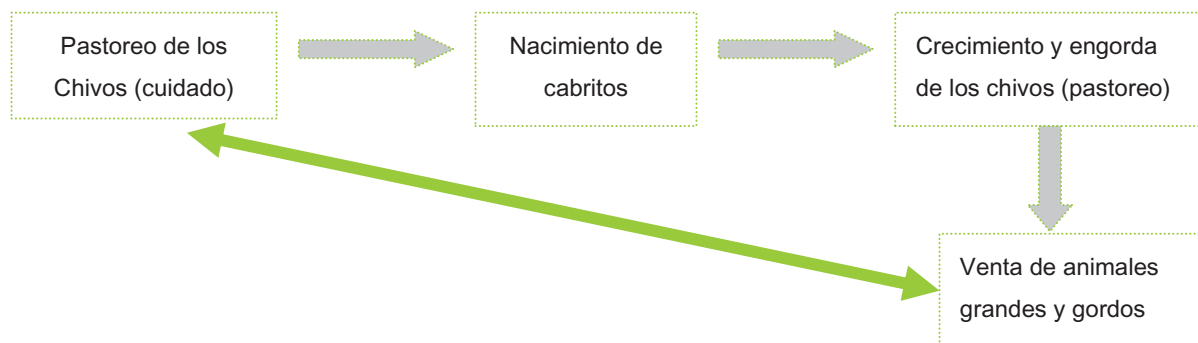 Pastoreo de los
Chivos (cuidado)
Nacimiento de
cabritos
Crecimiento y engorda
de los chivos (pastoreo)
Venta de animales
grandes y gordos